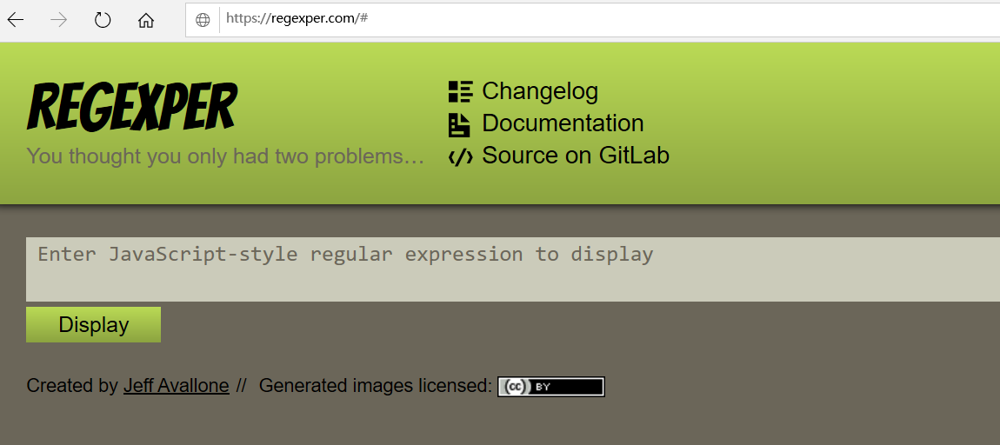 https://regexper.com/#
REGEXPER
You thought you only had two problems…
Changelog
Documentation
Source on GitLab
Enter JavaScript-style regular expression to display
Display
Created by Jeff Avallone // Generated images licensed: (cc) BY